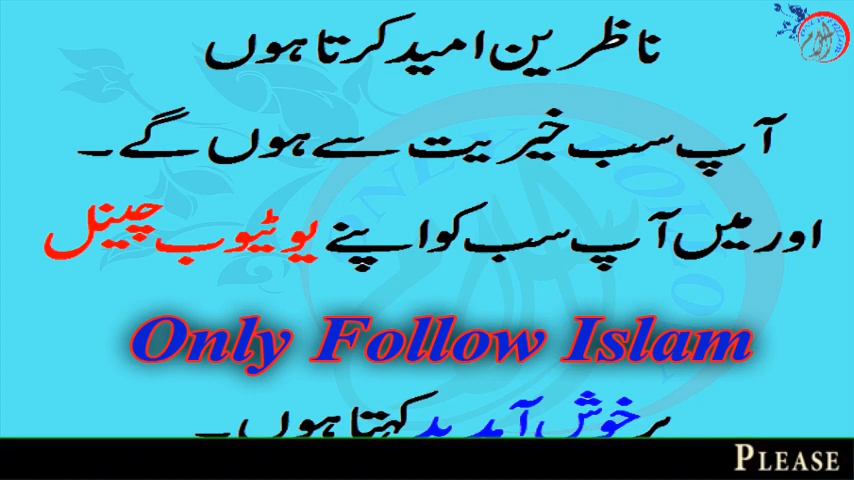 ناظرین امید کرتا ہوں
آپ سب خیریت سے ہوں گے۔
اور میں آپ سب کو اپنے یوٹیوب چینل
Only Follow Islam
پر خوش آمدید کہتا ہوں۔
PLEASE